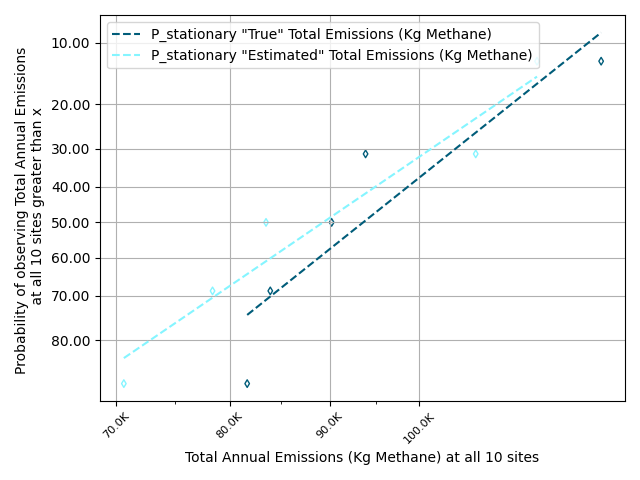 P_stationary "True" Total Emissions (Kg Methane)
P_stationary "Estimated" Total Emissions (Kg Methane)
10.00
20.00
30.00
40.00
50.00
60.00
70.00
80.00
Probability of observing Total Annual Emissions
at all 10 sites greater than x
70.0K
80.0K
90.0K
100.0K
Total Annual Emissions (Kg Methane) at all 10 sites